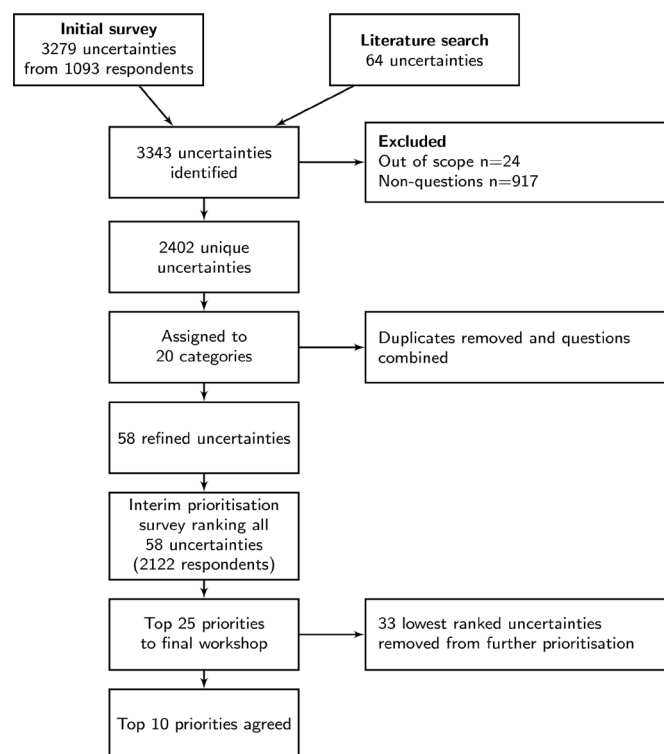 Initial survey
3279 uncertainties
from 1093 respondents
Literature search
64 uncertainties
3343 uncertainties
identified
Excluded
Out of scope n=24
Non-questions n=917
2402 unique
uncertainties
Assigned to
20 categories
Duplicates removed and questions
combined
58 refined uncertainties
Interim prioritisation
survey ranking all
58 uncertainties
(2122 respondents)
Top 25 priorities
to final workshop
33 lowest ranked uncertainties
removed from further prioritisation
Top 10 priorities agreed